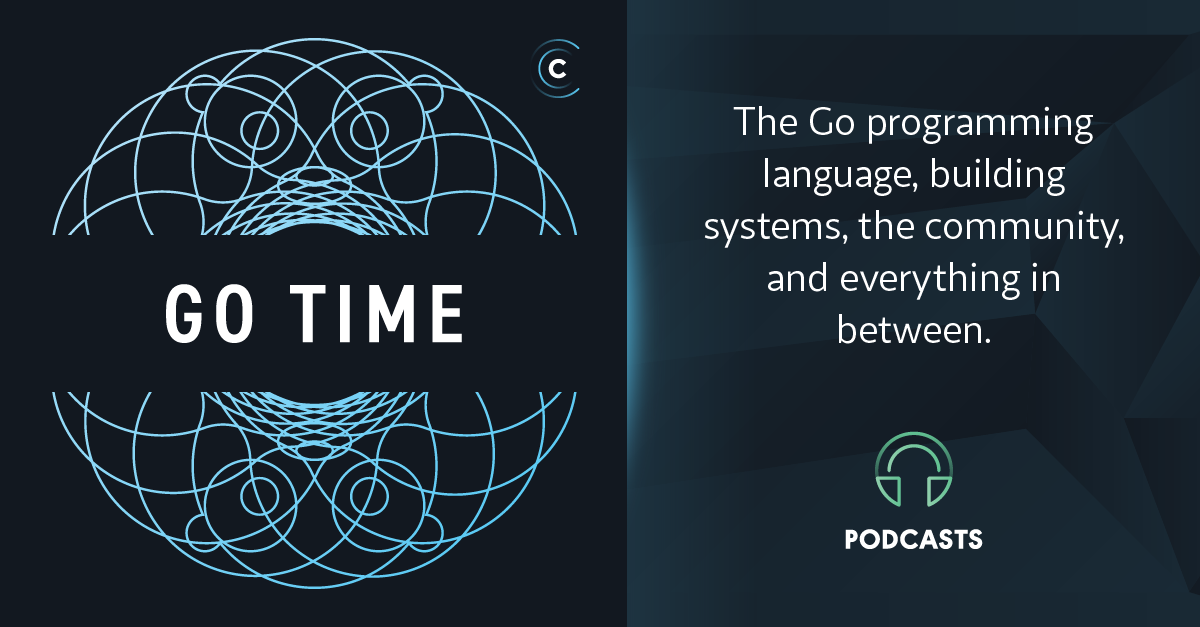 C
GO TIME
The Go programming
language, building
systems, the community,
and everything in
between.
PODCASTS